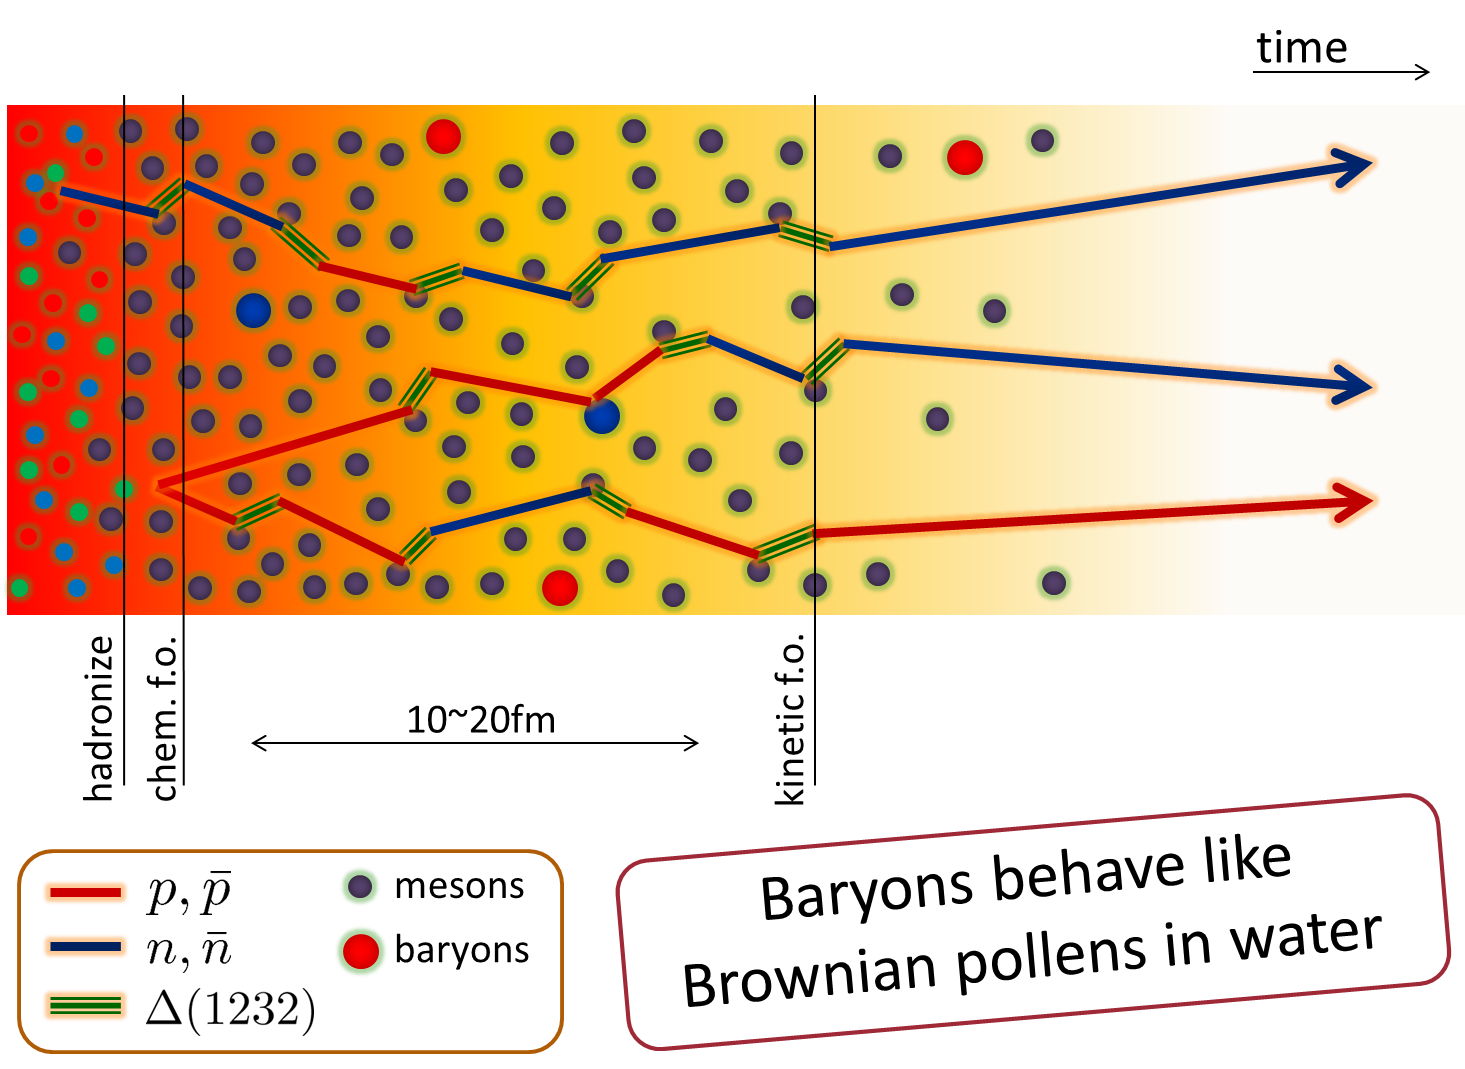 time
hadronize
chem. f.o.
10~20fm
kinetic f.o.
p, p̄
n, n̄
Δ(1232)
mesons
baryons
Baryons behave like
Brownian pollens in water